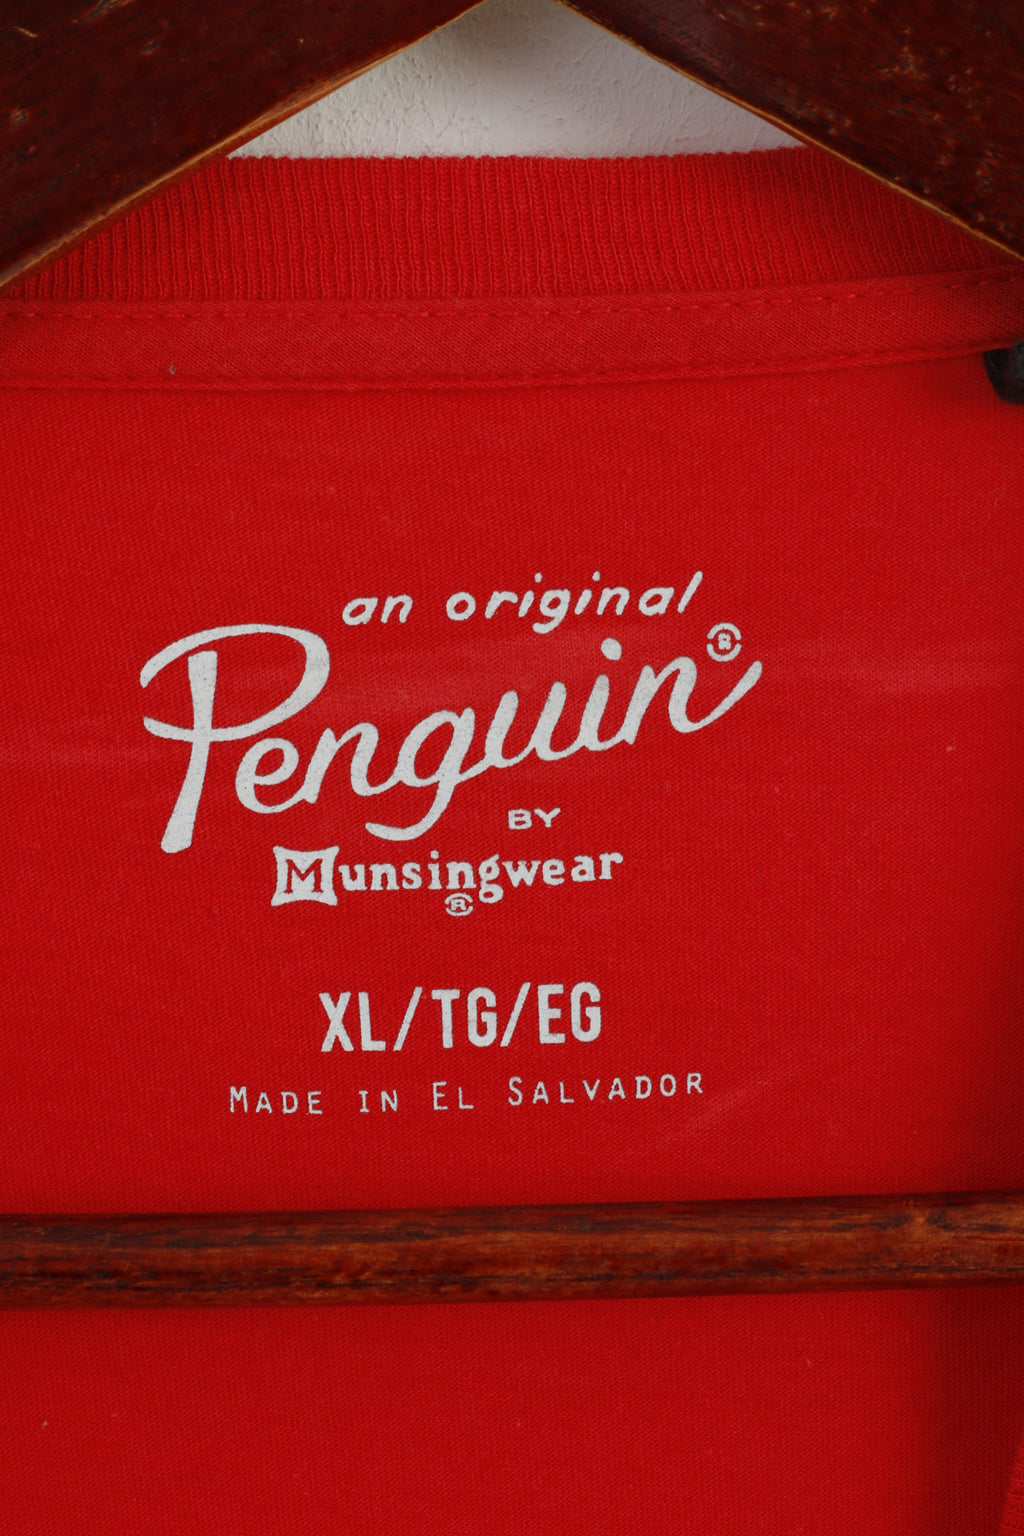 an original
Penguin®
BY
Munsingwear
®
XL/TG/EG
MADE IN EL SALVADOR